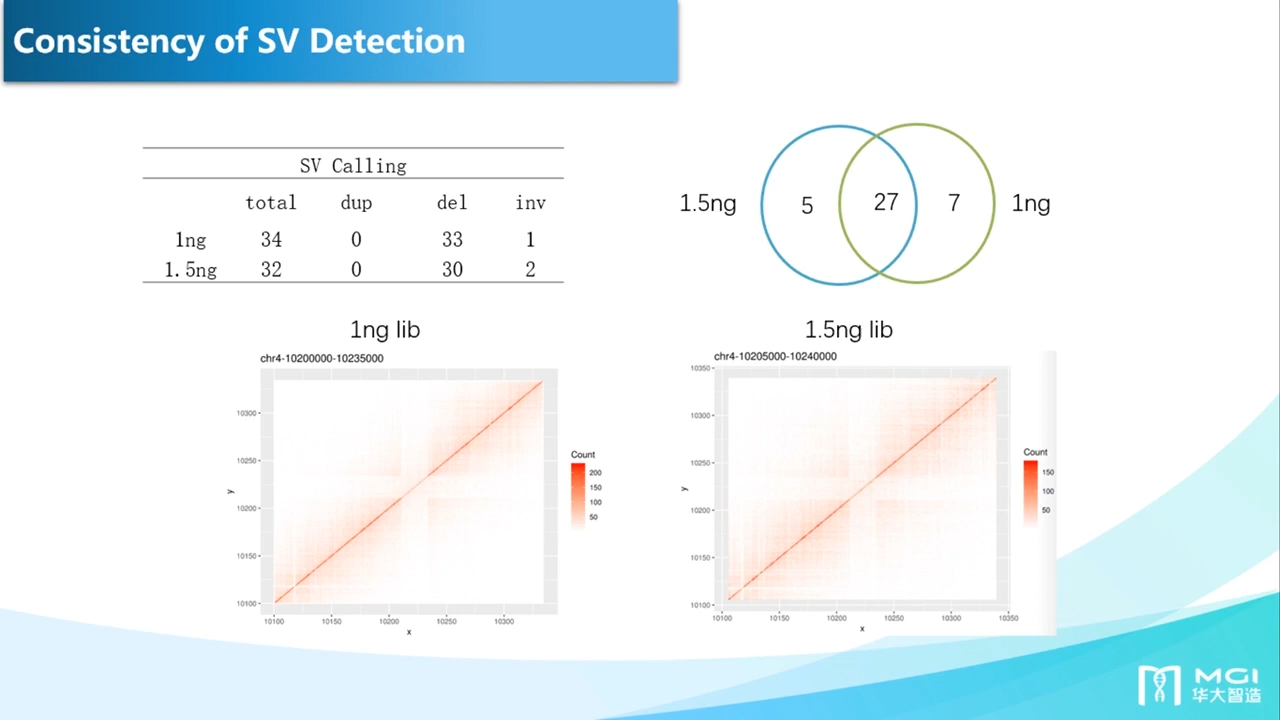 Consistency of SV Detection
SV Calling
total dup del inv
1ng 34 0 33 1
1.5ng 32 0 30 2
1.5ng 5 27 7 1ng
1ng lib
chr4-10200000-10235000
10300
10250
10200
10150
10100
y
10100 10150 10200 10250 10300
x
Count
200
150
100
50
1.5ng lib
chr4-10205000-10240000
10350
10300
10250
10200
10150
10100
y
10100 10150 10200 10250 10300 10350
x
Count
150
100
50
MGI
华大智造